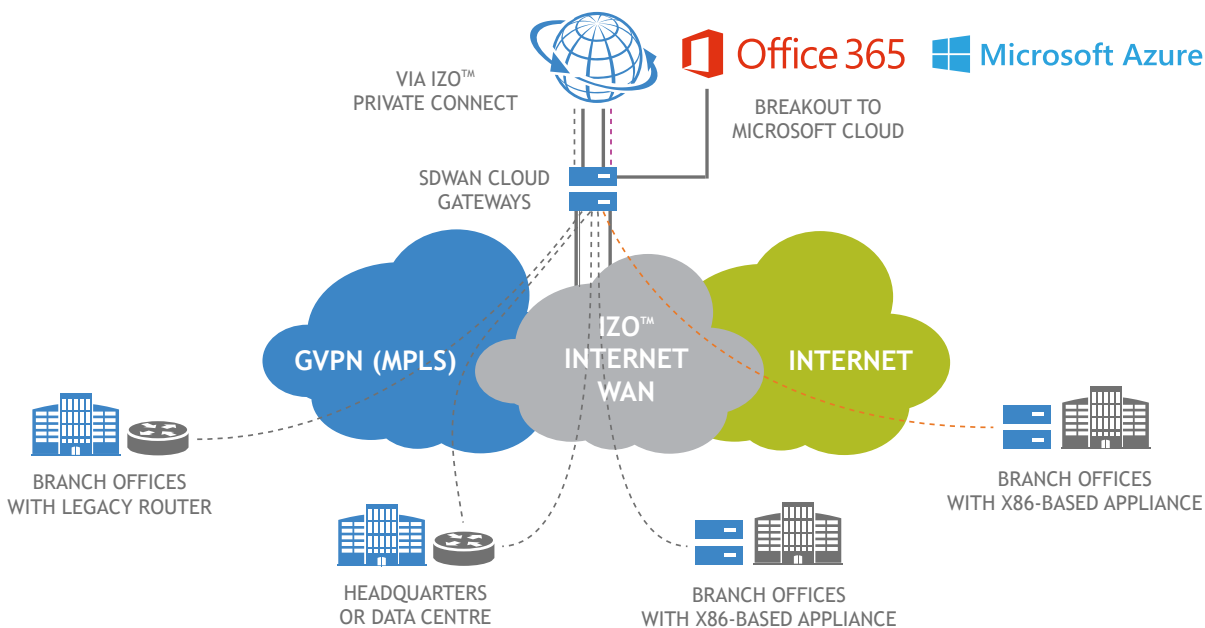 Office 365
Microsoft Azure
VIA IZO™
PRIVATE CONNECT
BREAKOUT TO
MICROSOFT CLOUD
SDWAN CLOUD
GATEWAYS
GVPN (MPLS)
IZO™
INTERNET
WAN
INTERNET
BRANCH OFFICES
WITH LEGACY ROUTER
BRANCH OFFICES
WITH X86-BASED APPLIANCE
HEADQUARTERS
OR DATA CENTRE
BRANCH OFFICES
WITH X86-BASED APPLIANCE